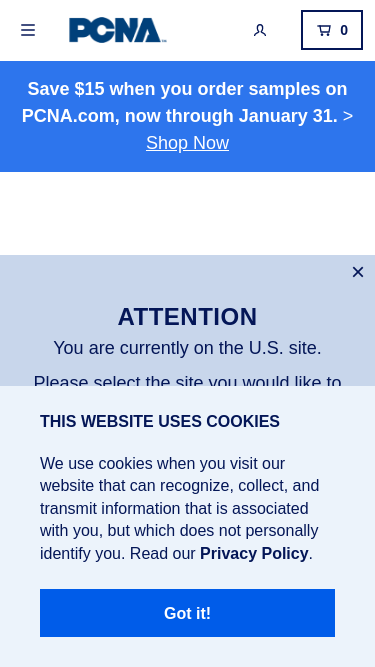 PCNA
0
Save $15 when you order samples on
PCNA.com, now through January 31. >
Shop Now
ATTENTION
You are currently on the U.S. site.
Please select the site you would like to
THIS WEBSITE USES COOKIES
We use cookies when you visit our
website that can recognize, collect, and
transmit information that is associated
with you, but which does not personally
identify you. Read our Privacy Policy.
Got it!